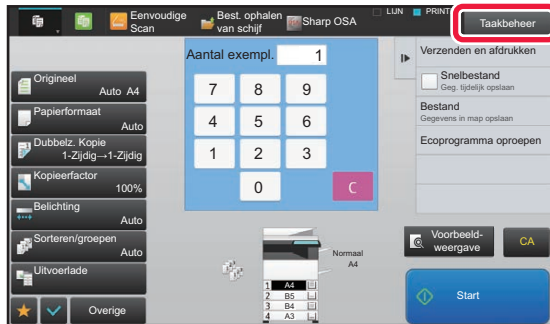 Eenvoudige
Scan
Best. ophalen
van schijf
Sharp OSA
LIJN
PRINT
Taakbeheer
Aantal exempl.
1
Verzenden en afdrukken
Origineel
Auto A4
7 8 9
Snelbestand
Geg. tijdelijk opslaan
Papierformaat
Auto
4 5 6
Bestand
Gegevens in map opslaan
Dubbelz. Kopie
1-Zijdig→1-Zijdig
1 2 3
Ecoprogramma oproepen
Kopieerfactor
100%
0 C
Belichting
Auto
Sorteren/groepen
Auto
Normaal
A4
Voorbeeld-
weergave
CA
Uitvoerlade
1 A4
2 B5
3 B4
4 A3
Start
Overige